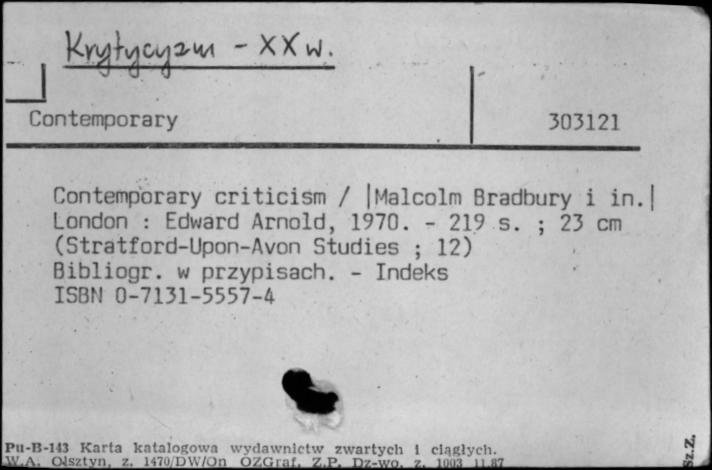 Krytycyzm - XX w.
Contemporary 303121
Contemporary criticism / |Malcolm Bradbury i in.|
London : Edward Arnold, 1970. - 219 s. ; 23 cm
(Stratford-Upon-Avon Studies ; 12)
Bibliogr. w przypisach. - Indeks
ISBN 0-7131-5557-4
Pu-B-143 Karta katalogowa wydawnictw zwartych i ciągłych.
W.A. Olsztyn, z. 1470/DW/On OZGraf. Z.P. Dz-wo, z. 1003 11.87
Sz.Z.